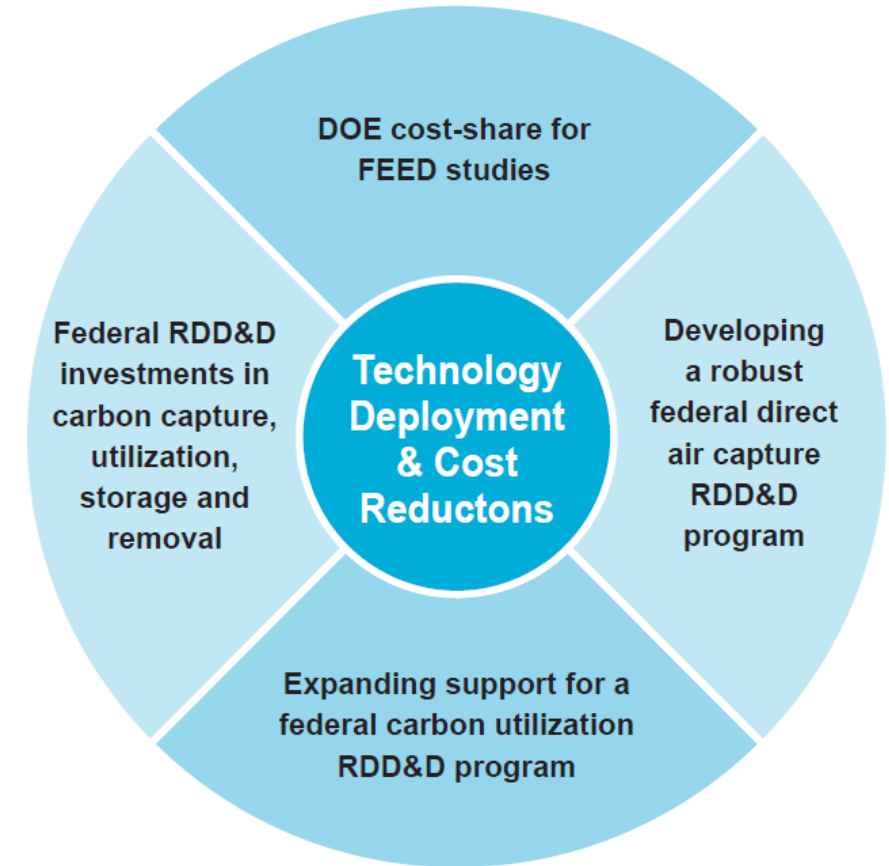 DOE cost-share for
FEED studies
Federal RDD&D
investments in
carbon capture,
utilization,
storage and
removal
Technology
Deployment
& Cost
Reductons
Developing
a robust
federal direct
air capture
RDD&D
program
Expanding support for a
federal carbon utilization
RDD&D program